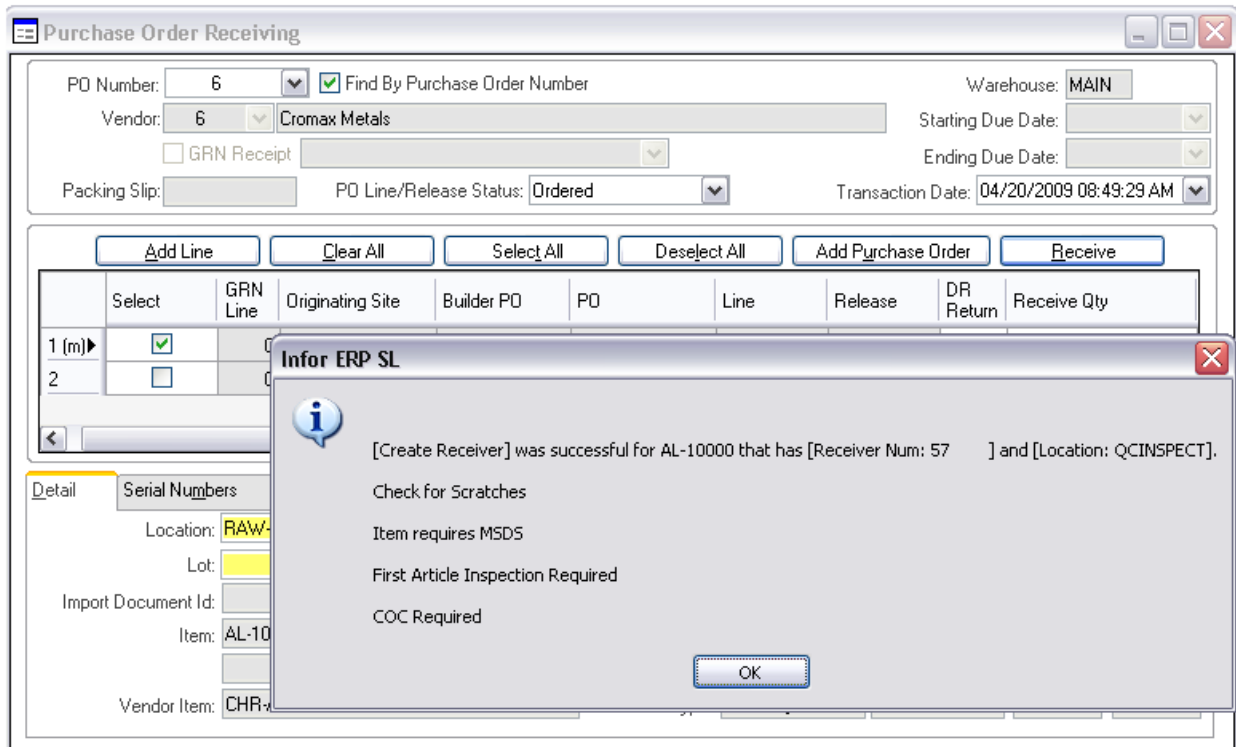 Purchase Order Receiving
PO Number: 6 Find By Purchase Order Number Warehouse: MAIN
Vendor: 6 Cromax Metals Starting Due Date:
GRN Receipt Ending Due Date:
Packing Slip: PO Line/Release Status: Ordered Transaction Date: 04/20/2009 08:49:29 AM
Add Line Clear All Select All Deselect All Add Purchase Order Receive
Select GRN Line Originating Site Builder PO PO Line Release DR Return Receive Qty
1 (m)
2
Infor ERP SL
[Create Receiver] was successful for AL-10000 that has [Receiver Num: 57 ] and [Location: QCINSPECT].
Check for Scratches
Item requires MSDS
First Article Inspection Required
COC Required
OK
Detail Serial Numbers
Location: RAW-
Lot:
Import Document Id:
Item: AL-10
Vendor Item: CHR-